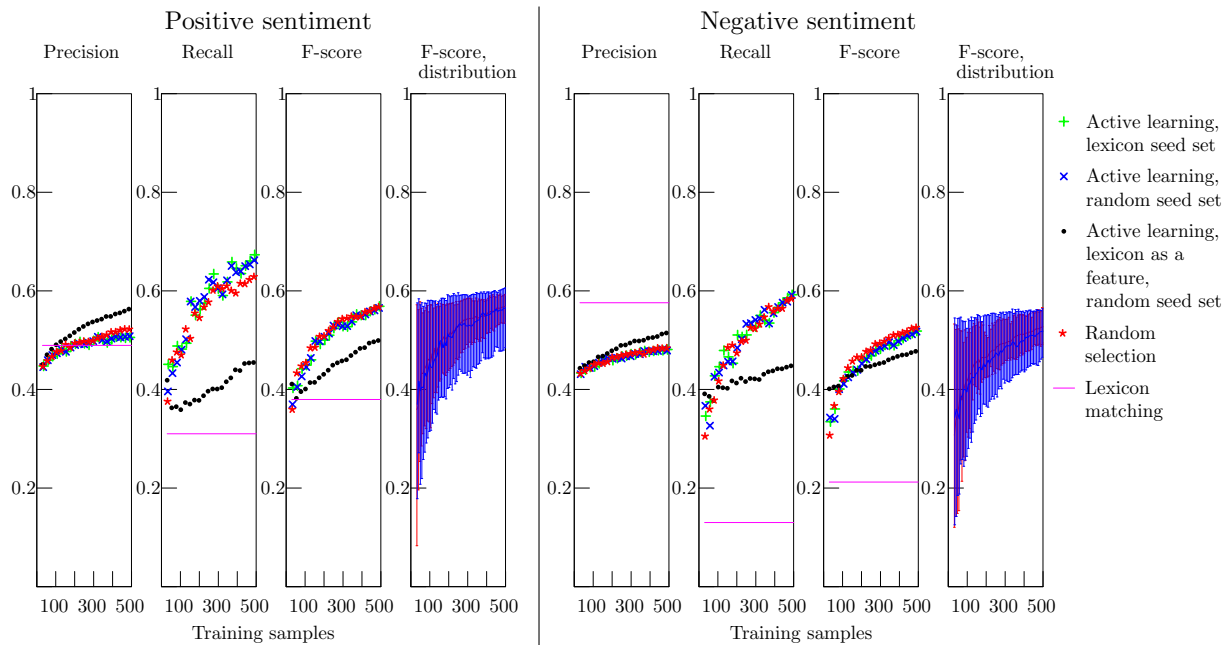 Positive sentiment
Negative sentiment
Precision
Recall
F-score
F-score,
distribution
Precision
Recall
F-score
F-score,
distribution
1
1
1
1
1
1
1
1
0.8
0.8
0.8
0.8
0.8
0.8
0.8
0.8
0.6
0.6
0.6
0.6
0.6
0.6
0.6
0.6
0.4
0.4
0.4
0.4
0.4
0.4
0.4
0.4
0.2
0.2
0.2
0.2
0.2
0.2
0.2
0.2
100 300 500
100 300 500
100 300 500
100 300 500
100 300 500
100 300 500
100 300 500
100 300 500
Training samples
Training samples
Active learning,
lexicon seed set
Active learning,
random seed set
Active learning,
lexicon as a
feature,
random seed set
Random
selection
Lexicon
matching